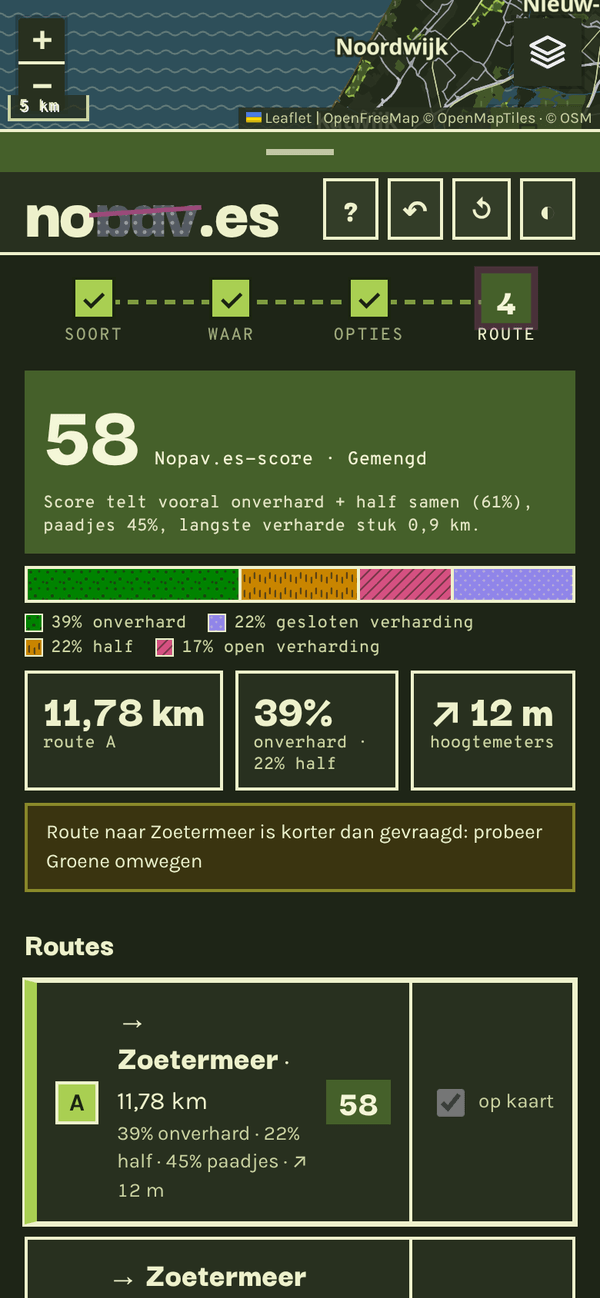 Nieuw-
Noordwijk
+
−
5 km
Leaflet | OpenFreeMap © OpenMapTiles · © OSM
nopav.es
?
SOORT
WAAR
OPTIES
4
ROUTE
58 Nopav.es-score · Gemengd
Score telt vooral onverhard + half samen (61%),
paadjes 45%, langste verharde stuk 0,9 km.
39% onverhard 22% gesloten verharding
22% half 17% open verharding
11,78 km
route A
39%
onverhard ·
22% half
↗ 12 m
hoogtemeters
Route naar Zoetermeer is korter dan gevraagd: probeer
Groene omwegen
Routes
A
→
Zoetermeer ·
11,78 km
39% onverhard · 22%
half · 45% paadjes · ↗
12 m
58
op kaart
→ Zoetermeer